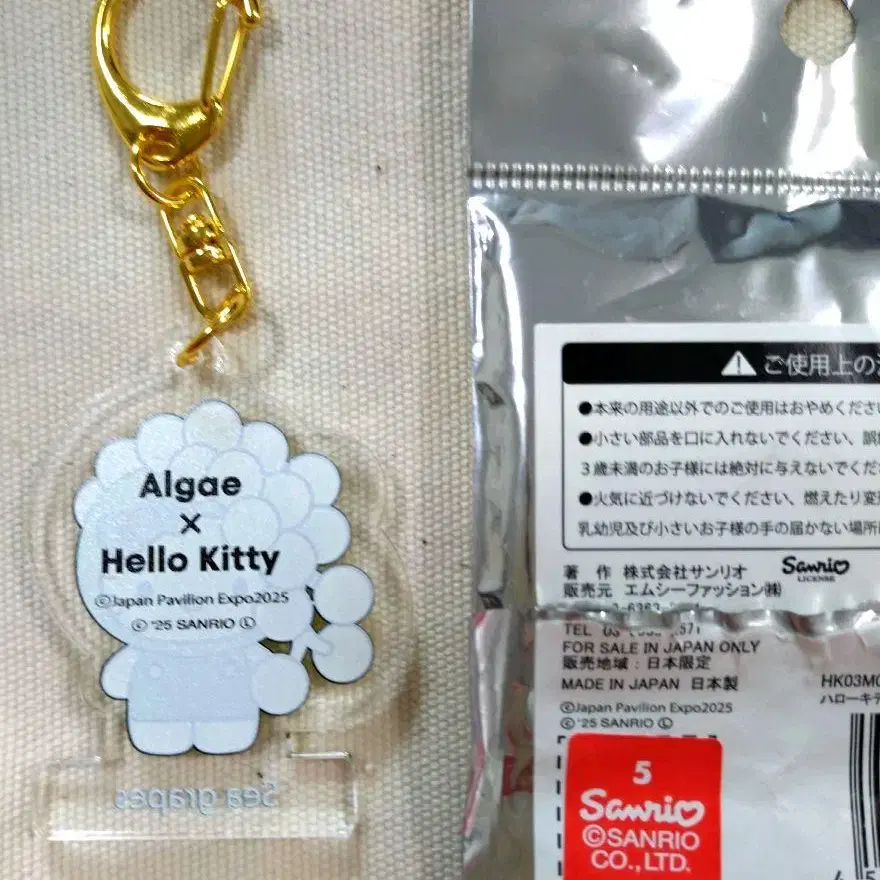 Algae
×
Hello Kitty
©Japan Pavilion Expo2025
©'25 SANRIO Ⓛ
Sea grapes
ご使用上の
●本来の用途以外でのご使用はおやめくださ
●小さい部品を口に入れないでください、誤
3歳未満のお子様には絶対に与えないでくだ
●火気に近づけないでください、燃えたり変形
乳幼児及び小さいお子様の手の届かない場所
著 作 株式会社サンリオ
販売元 エムシーファッション㈱
Sanrio
LICENSE
TEL 03
FOR SALE IN JAPAN ONLY
販売地域:日本限定
MADE IN JAPAN 日本製
©Japan Pavilion Expo2025
©'25 SANRIO Ⓛ
HK03M
ハローキテ
5
Sanrio
©SANRIO
CO.,LTD.